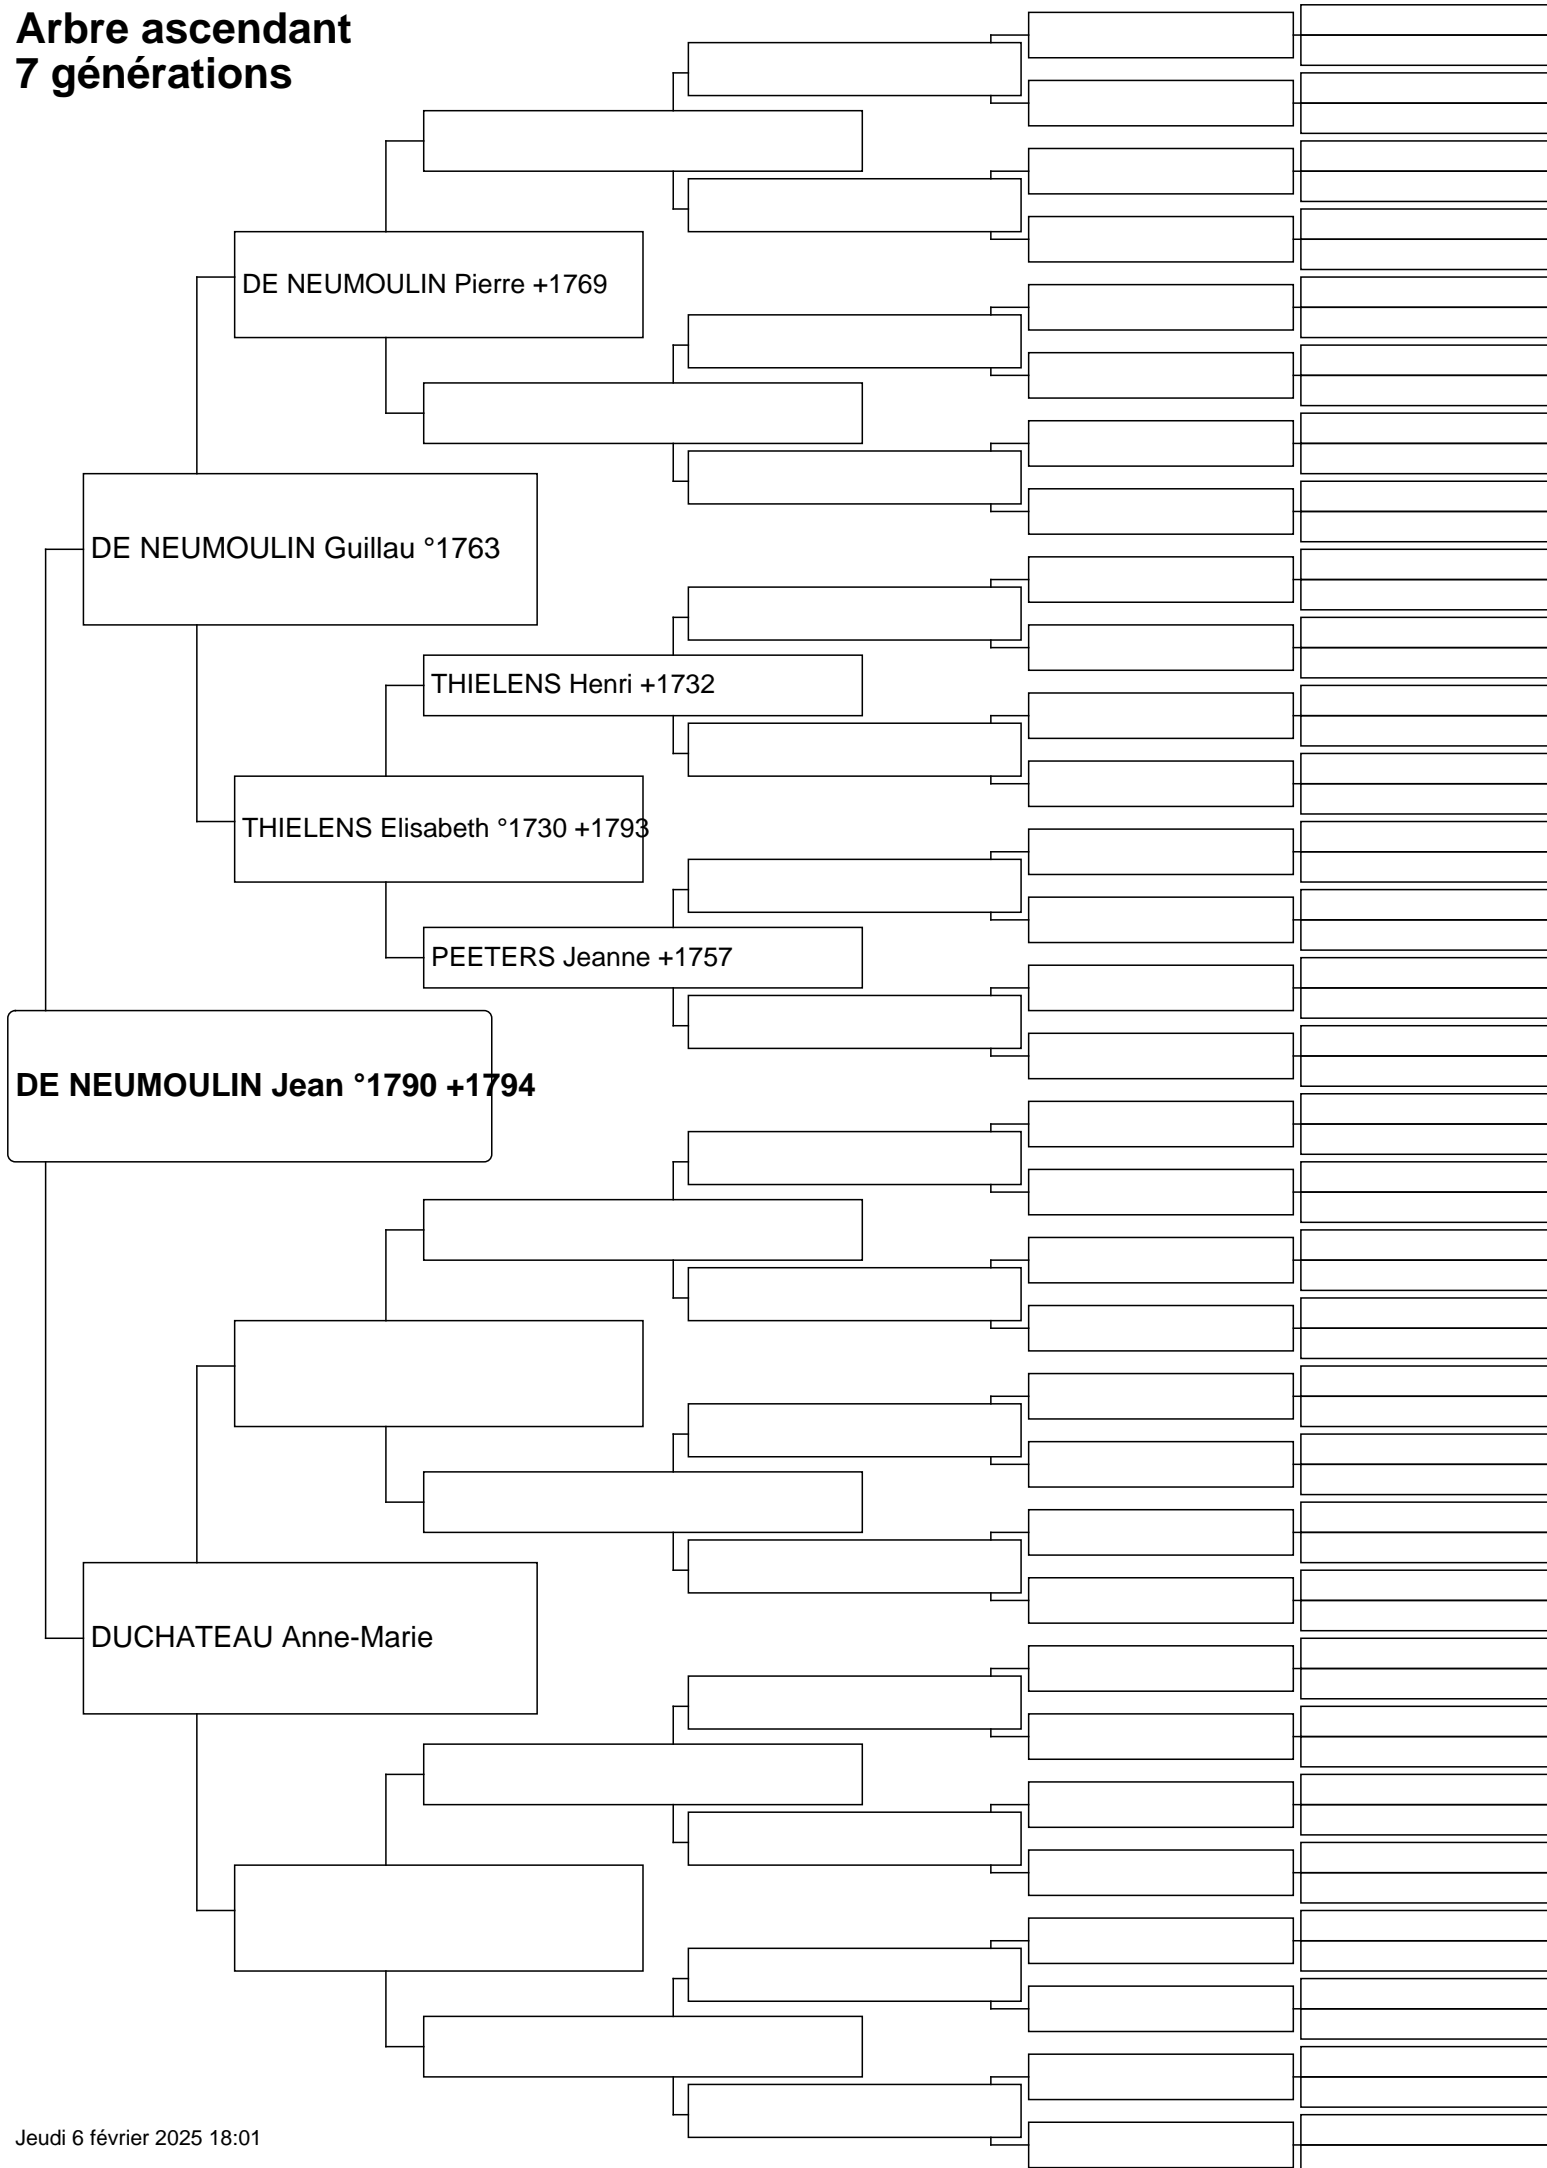 Arbre ascendant
7 générations
DE NEUMOULIN Pierre +1769
DE NEUMOULIN Guillau °1763
THIELENS Henri +1732
THIELENS Elisabeth °1730 +1793
PEETERS Jeanne +1757
DE NEUMOULIN Jean °1790 +1794
DUCHATEAU Anne-Marie
Jeudi 6 février 2025 18:01